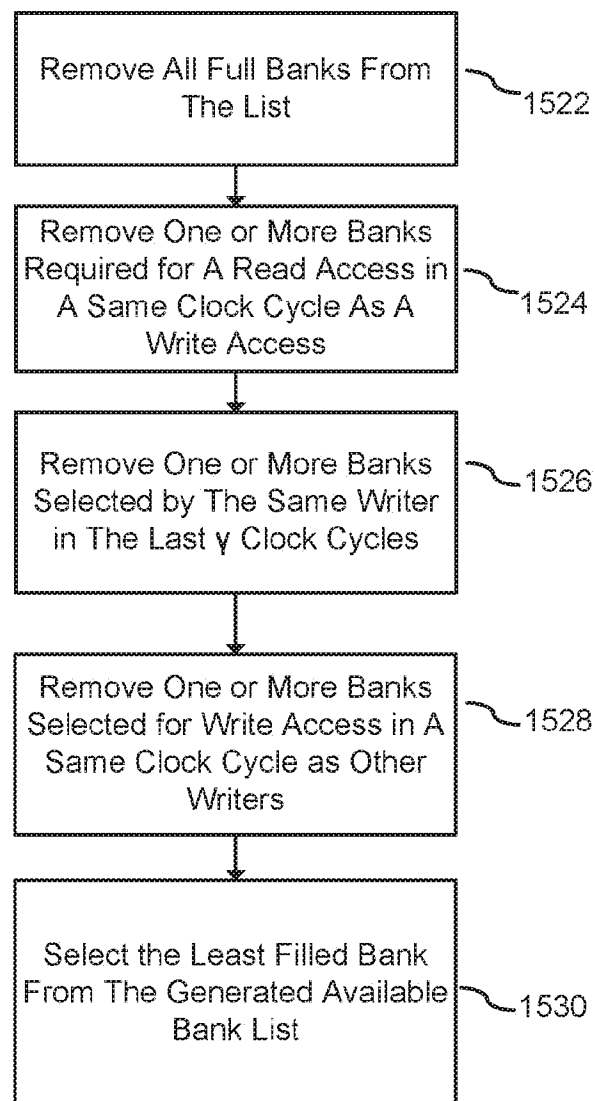 Remove All Full Banks From
The List
1522
Remove One or More Banks
Required for A Read Access in
A Same Clock Cycle As A
Write Access
1524
Remove One or More Banks
Selected by The Same Writer
in The Last γ Clock Cycles
1526
Remove One or More Banks
Selected for Write Access in A
Same Clock Cycle as Other
Writers
1528
Select the Least Filled Bank
From The Generated Available
Bank List
1530